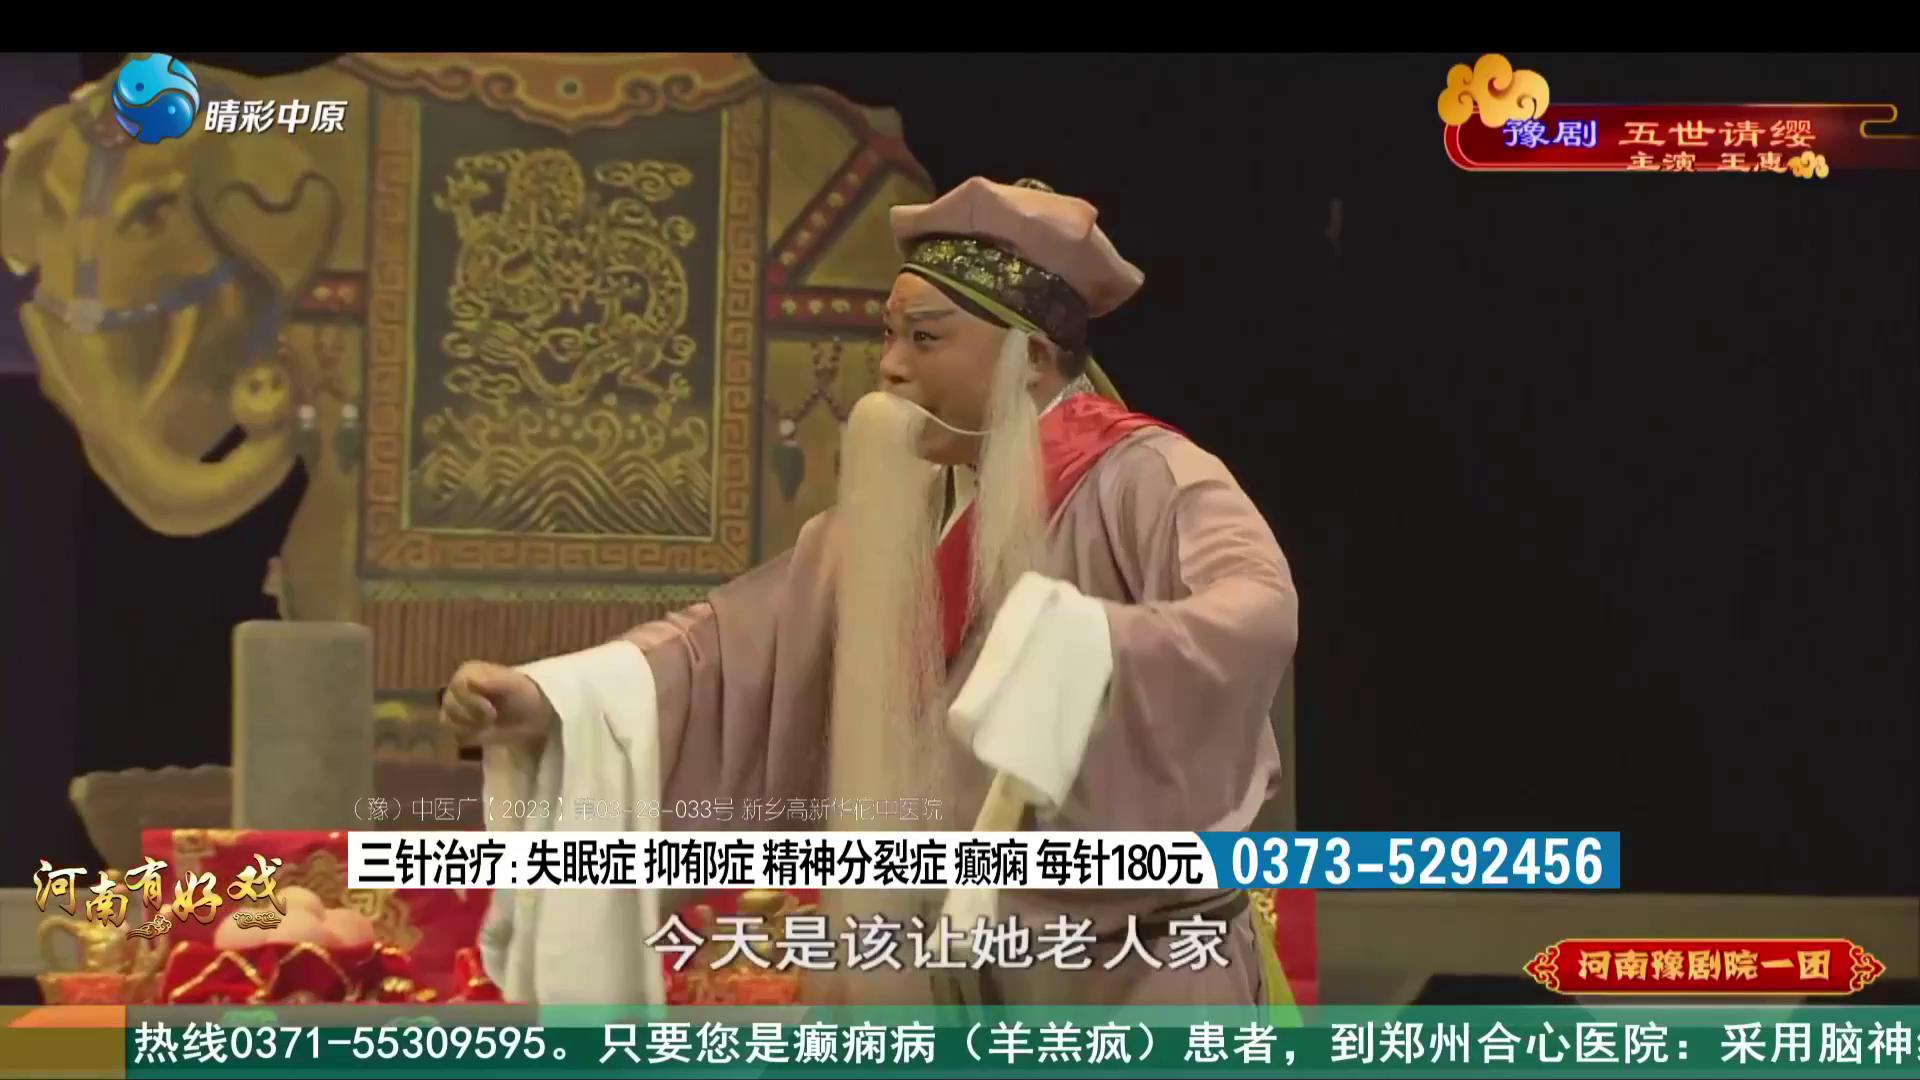 睛彩中原
豫剧 五世请缨
主演 王惠
（豫）中医广【2023】第03-28-033号 新乡高新华佗中医院
三针治疗:失眠症 抑郁症 精神分裂症 癫痫 每针180元 0373-5292456
河南有好戏
今天是该让她老人家
河南豫剧院一团
热线0371-55309595。只要您是癫痫病（羊羔疯）患者，到郑州合心医院：采用脑神